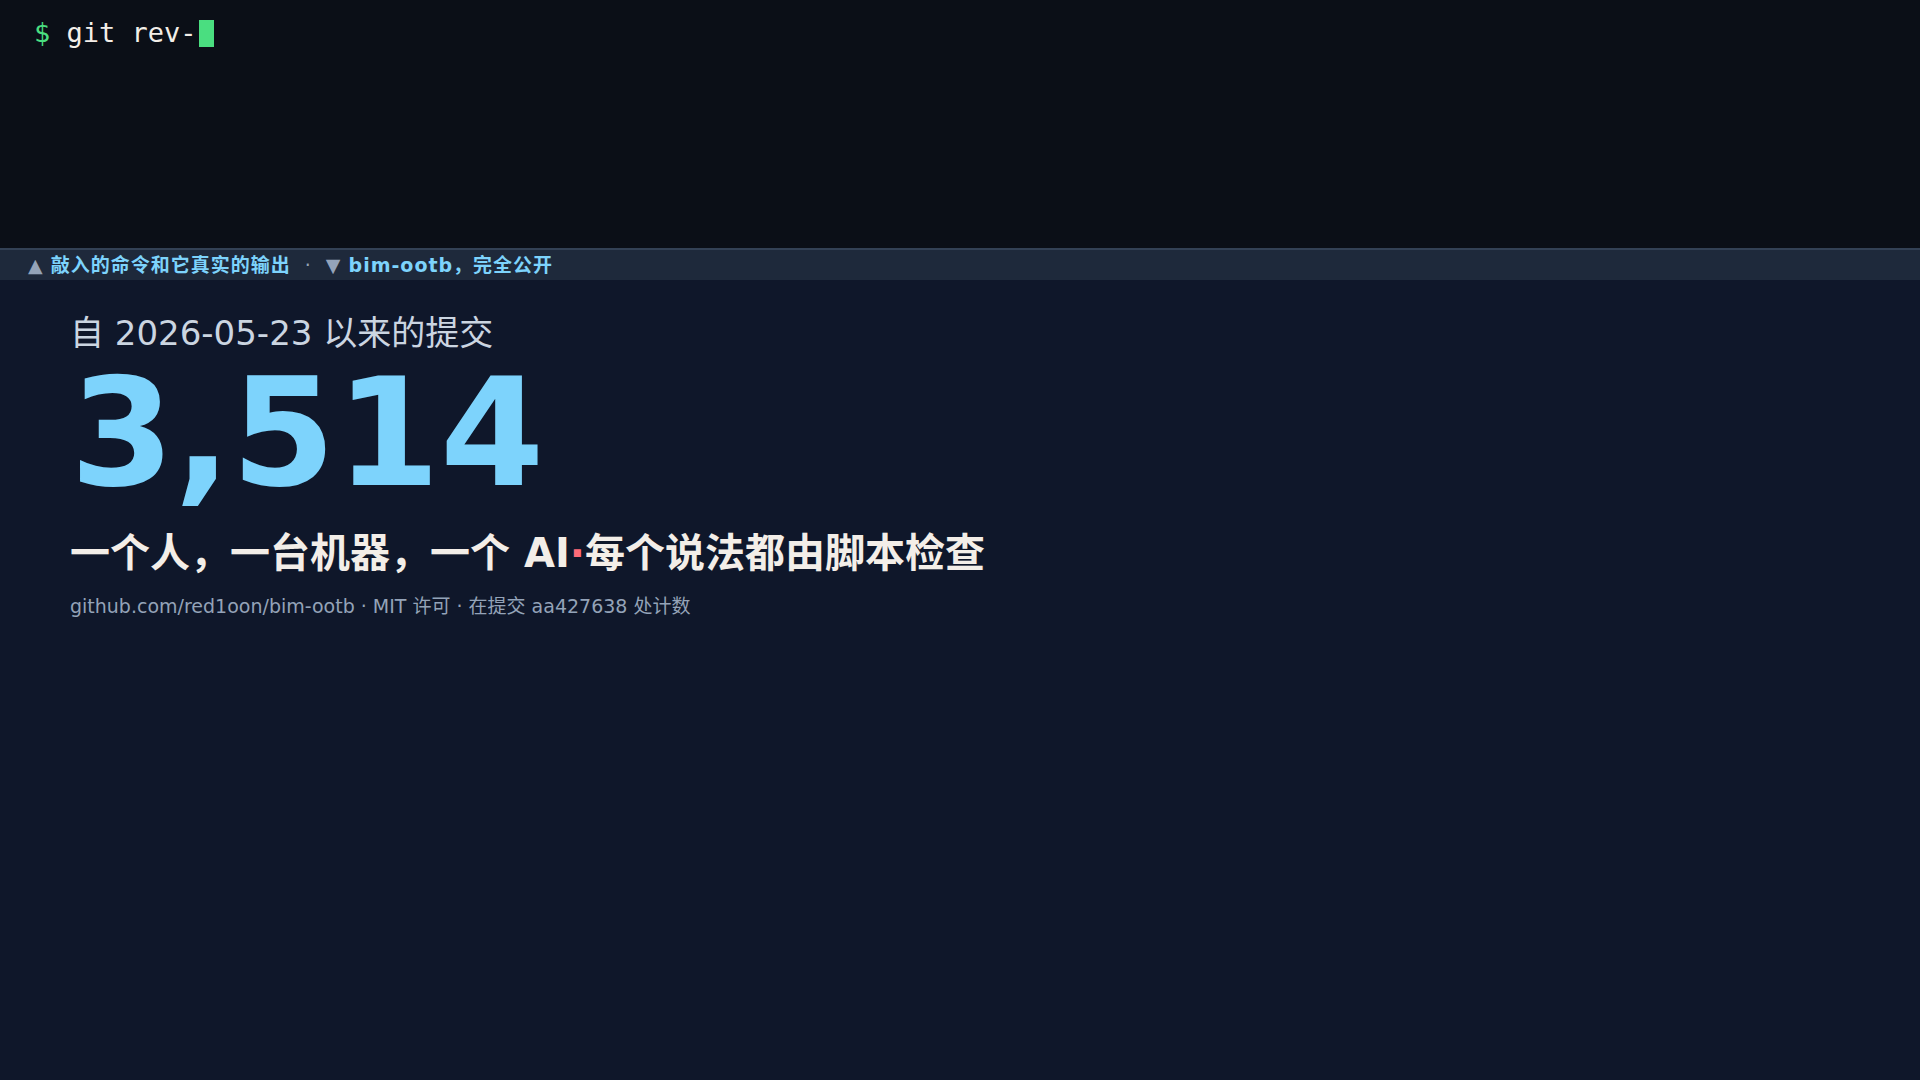 $ git rev-
▲ 敲入的命令和它真实的输出 · ▼ bim-ootb，完全公开
自 2026-05-23 以来的提交
3,514
一个人，一台机器，一个 AI·每个说法都由脚本检查
github.com/red1oon/bim-ootb · MIT 许可 · 在提交 aa427638 处计数